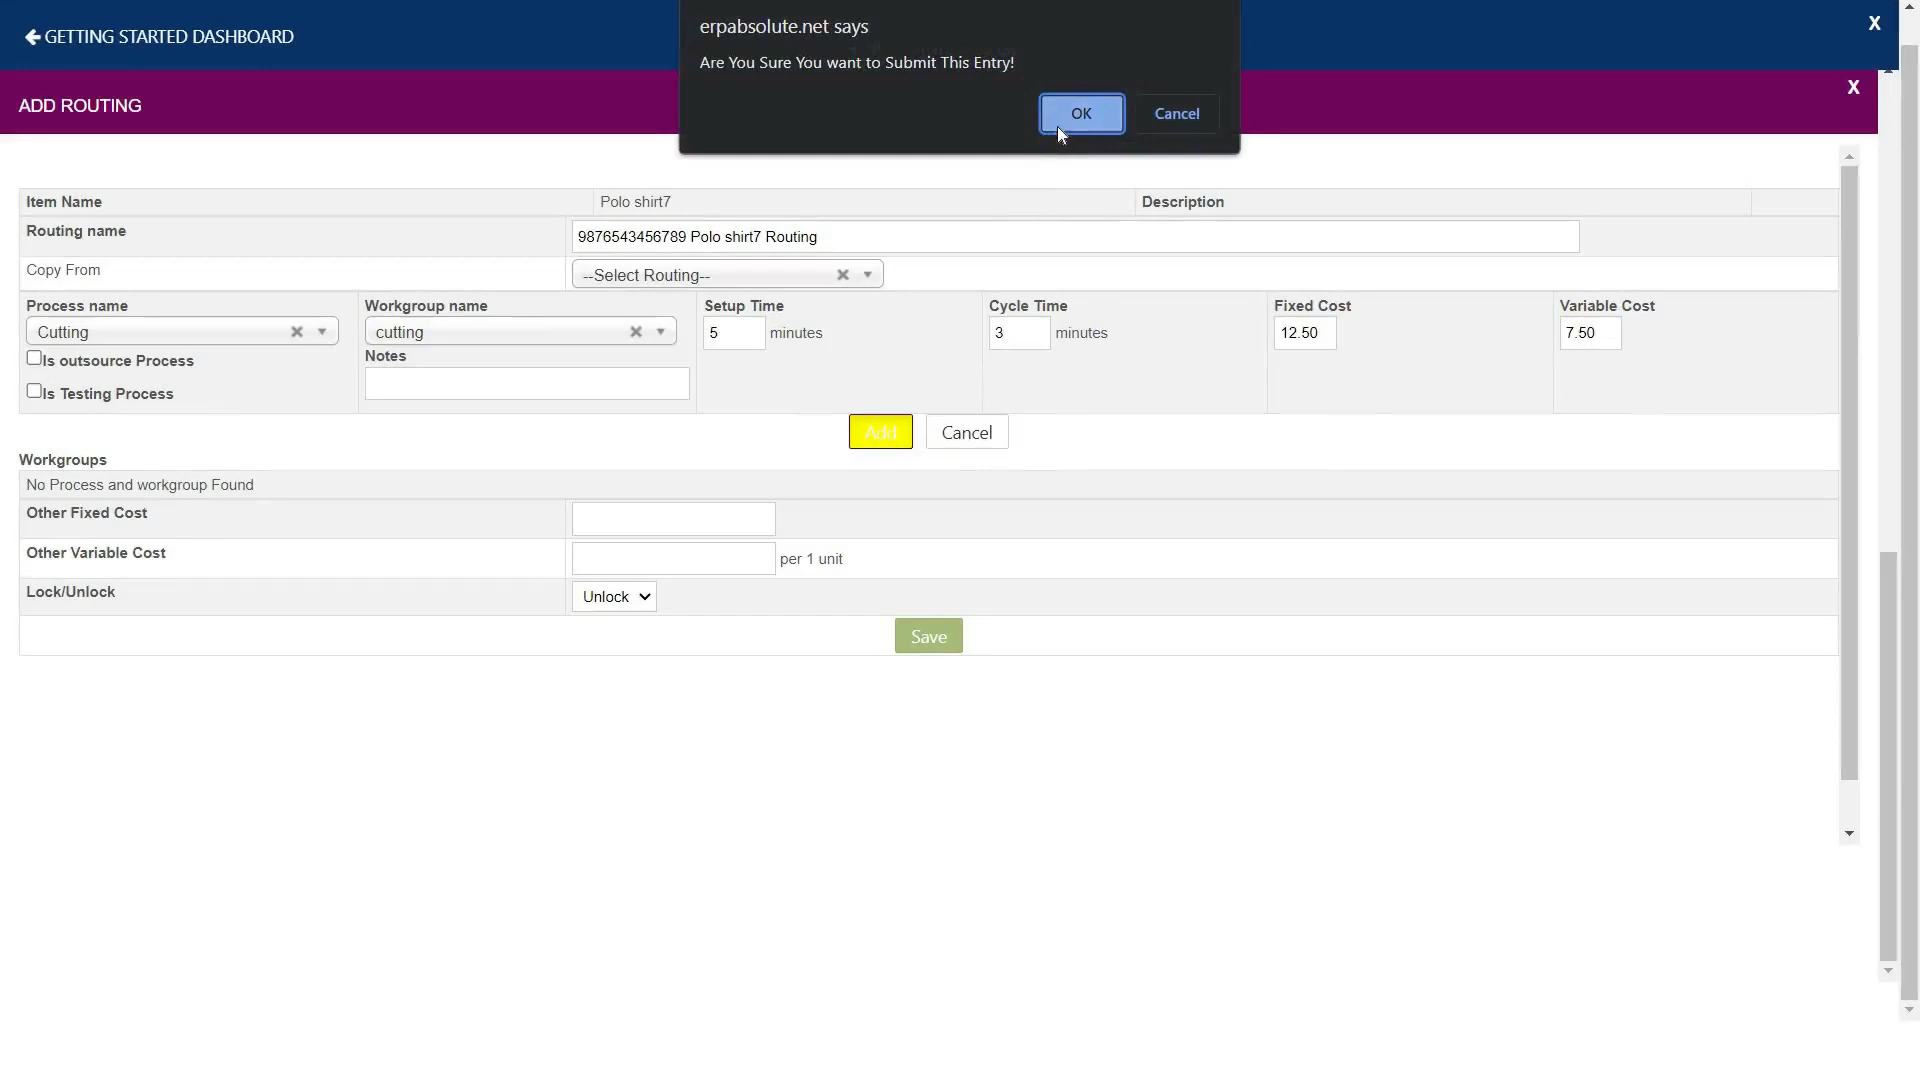 erpabsolute.net says
Are You Sure You want to Submit This Entry!
OK
Cancel
GETTING STARTED DASHBOARD
X
ADD ROUTING
X
Item Name Polo shirt7 Description
Routing name 9876543456789 Polo shirt7 Routing
Copy From --Select Routing--
Process name Workgroup name Setup Time Cycle Time Fixed Cost Variable Cost
Cutting cutting 5 minutes 3 minutes 12.50 7.50
Is outsource Process Notes
Is Testing Process
Add Cancel
Workgroups
No Process and workgroup Found
Other Fixed Cost
Other Variable Cost per 1 unit
Lock/Unlock Unlock
Save